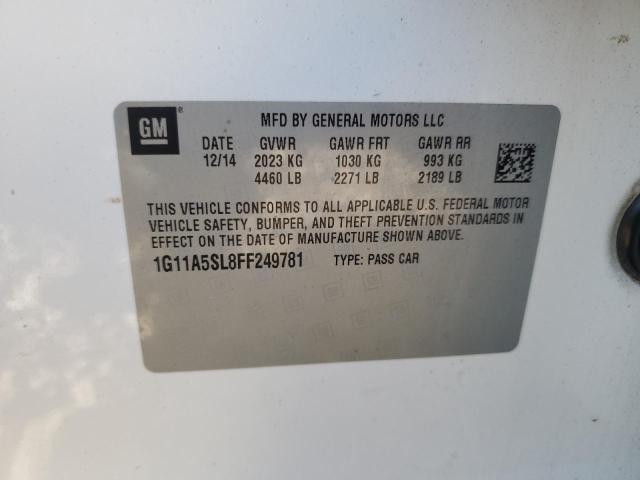 GM ® MFD BY GENERAL MOTORS LLC
DATE GVWR GAWR FRT GAWR RR
12/14 2023 KG 1030 KG 993 KG
4460 LB 2271 LB 2189 LB
THIS VEHICLE CONFORMS TO ALL APPLICABLE U.S. FEDERAL MOTOR
VEHICLE SAFETY, BUMPER, AND THEFT PREVENTION STANDARDS IN
EFFECT ON THE DATE OF MANUFACTURE SHOWN ABOVE.
1G11A5SL8FF249781 TYPE: PASS CAR